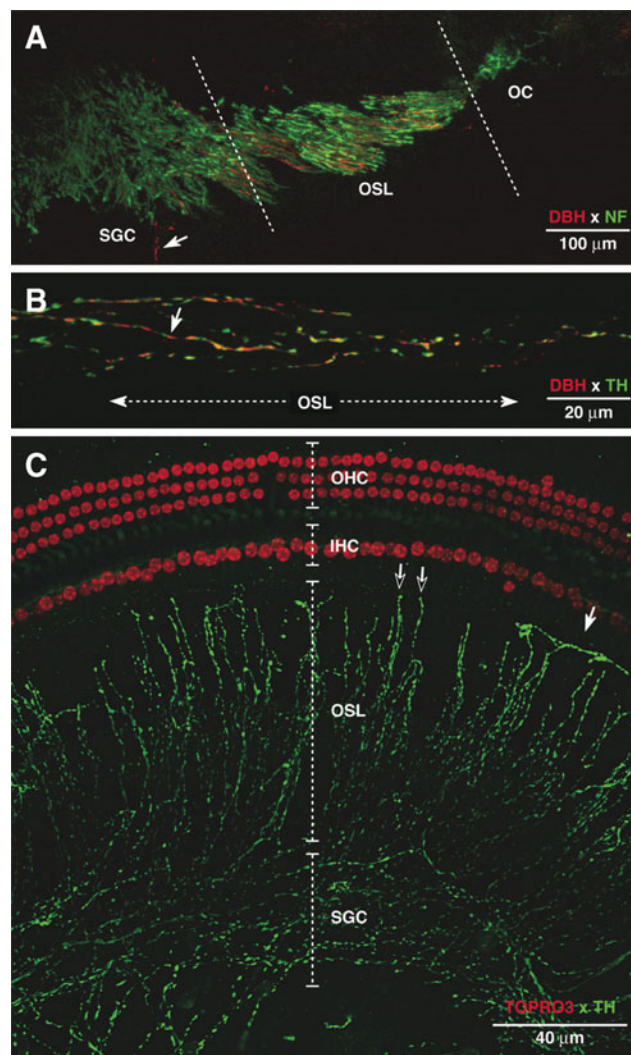 A
OC
OSL
SGC
DBH x NF
100 µm
B
OSL
DBH x TH
20 µm
C
OHC
IHC
OSL
SGC
TOPRO3 x TH
40 µm